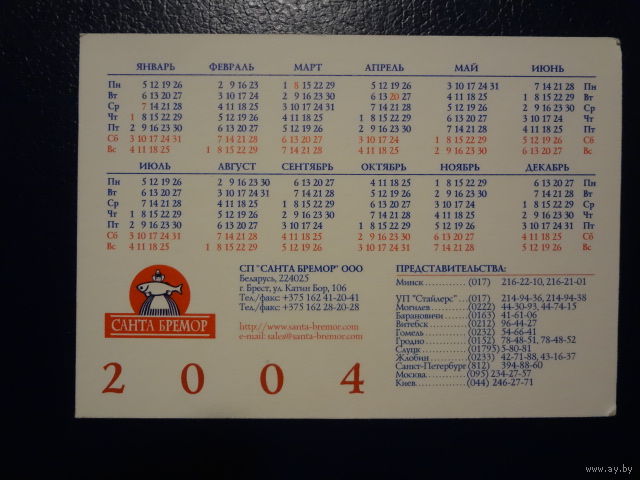 ЯНВАРЬ ФЕВРАЛЬ МАРТ АПРЕЛЬ МАЙ ИЮНЬ
Пн 5 12 19 26 2 9 16 23 1 8 15 22 29 5 12 19 26 3 10 17 24 31 7 14 21 28 Пн
Вт 6 13 20 27 3 10 17 24 2 9 16 23 30 6 13 20 27 4 11 18 25 1 8 15 22 29 Вт
Ср 7 14 21 28 4 11 18 25 3 10 17 24 31 7 14 21 28 5 12 19 26 2 9 16 23 30 Ср
Чт 1 8 15 22 29 5 12 19 26 4 11 18 25 1 8 15 22 29 6 13 20 27 3 10 17 24 Чт
Пт 2 9 16 23 30 6 13 20 27 5 12 19 26 2 9 16 23 30 7 14 21 28 4 11 18 25 Пт
Сб 3 10 17 24 31 7 14 21 28 6 13 20 27 3 10 17 24 1 8 15 22 29 5 12 19 26 Сб
Вс 4 11 18 25 1 8 15 22 29 7 14 21 28 4 11 18 25 2 9 16 23 30 6 13 20 27 Вс
ИЮЛЬ АВГУСТ СЕНТЯБРЬ ОКТЯБРЬ НОЯБРЬ ДЕКАБРЬ
Пн 5 12 19 26 2 9 16 23 30 6 13 20 27 4 11 18 25 1 8 15 22 29 6 13 20 27 Пн
Вт 6 13 20 27 3 10 17 24 31 7 14 21 28 5 12 19 26 2 9 16 23 30 7 14 21 28 Вт
Ср 7 14 21 28 4 11 18 25 1 8 15 22 29 6 13 20 27 3 10 17 24 1 8 15 22 29 Ср
Чт 1 8 15 22 29 5 12 19 26 2 9 16 23 30 7 14 21 28 4 11 18 25 2 9 16 23 30 Чт
Пт 2 9 16 23 30 6 13 20 27 3 10 17 24 1 8 15 22 29 5 12 19 26 3 10 17 24 31 Пт
Сб 3 10 17 24 31 7 14 21 28 4 11 18 25 2 9 16 23 30 6 13 20 27 4 11 18 25 Сб
Вс 4 11 18 25 1 8 15 22 29 5 12 19 26 3 10 17 24 31 7 14 21 28 5 12 19 26 Вс
САНТА БРЕМОР
СП "САНТА БРЕМОР" ООО
Беларусь, 224025
г. Брест, ул. Катин Бор, 106
Тел./факс: +375 162 41-20-41
Тел./факс: +375 162 28-20-28
http://www.santa-bremor.com
e-mail: sales@santa-bremor.com
2 0 0 4
ПРЕДСТАВИТЕЛЬСТВА:
Минск..............(017) 216-22-10, 216-21-01
УП "Стайлерс"..(017) 214-94-36, 214-94-38
Могилев..........(0222) 44-30-93, 44-74-15
Барановичи.....(0163) 41-61-06
Витебск..........(0212) 96-44-27
Гомель............(0232) 54-66-41
Гродно............(0152) 78-48-51, 78-48-52
Слуцк.............(01795) 5-80-81
Жлобин..........(0233) 42-71-88, 43-16-37
Санкт-Петербург (812) 394-88-60
Москва............(095) 234-27-57
Киев...............(044) 246-27-71
www.ay.by